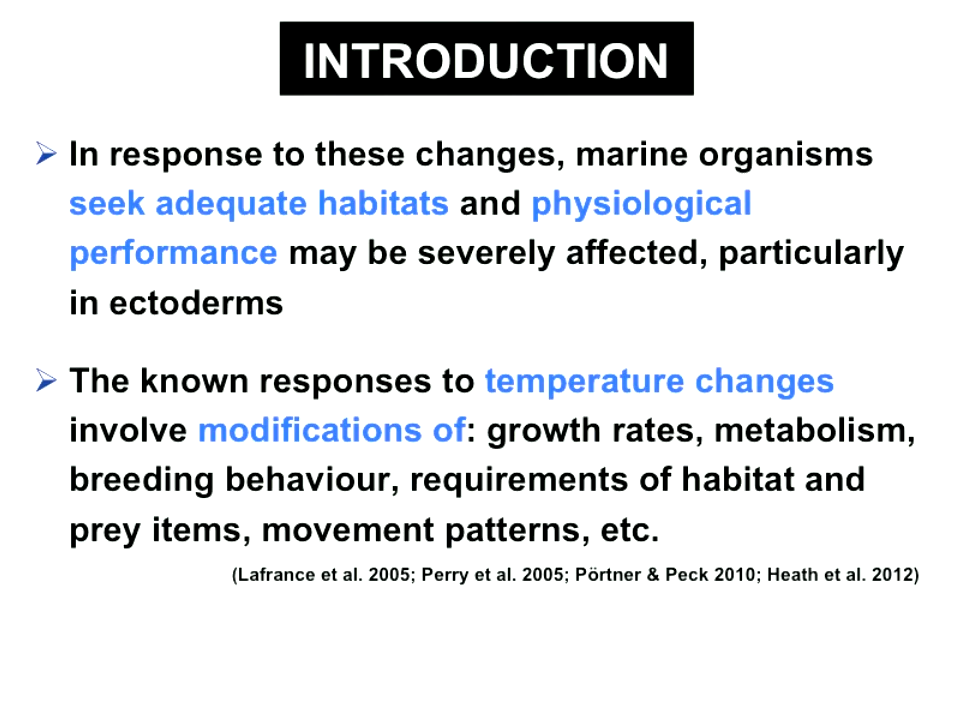 INTRODUCTION
In response to these changes, marine organisms
seek adequate habitats and physiological
performance may be severely affected, particularly
in ectoderms
The known responses to temperature changes
involve modifications of: growth rates, metabolism,
breeding behaviour, requirements of habitat and
prey items, movement patterns, etc.
(Lafrance et al. 2005; Perry et al. 2005; Pörtner & Peck 2010; Heath et al. 2012)